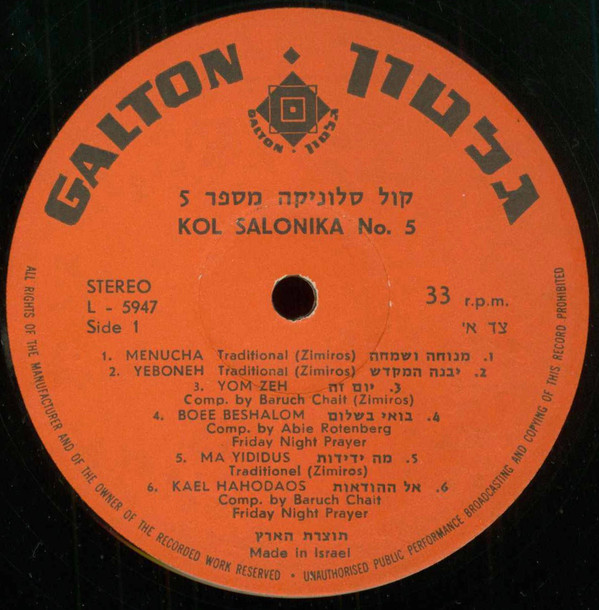 GALTON גלטון
GALTON • גלטון
קול סלוניקה מספר 5
KOL SALONIKA No. 5
STEREO
L - 5947
Side 1
33 r.p.m.
צד א'
1. MENUCHA Traditional (Zimiros) מנוחה ושמחה .1
2. YEBONEH Traditional (Zimiros) יבנה המקדש .2
3. YOM ZEH יום זה .3
Comp. by Baruch Chait (Zimiros)
4. BOEE BESHALOM בואי בשלום .4
Comp. by Abie Rotenberg
Friday Night Prayer
5. MA YIDIDUS מה ידידות .5
Traditionel (Zimiros)
6. KAEL HAHODAOS אל ההודאות .6
Comp. by Baruch Chait
Friday Night Prayer
תוצרת הארץ
Made in Israel
ALL RIGHTS OF THE MANUFACTURER AND OF THE OWNER OF THE RECORDED WORK RESERVED • UNAUTHORISED PUBLIC PERFORMANCE BROADCASTING AND COPYING OF THIS RECORD PROHIBITED